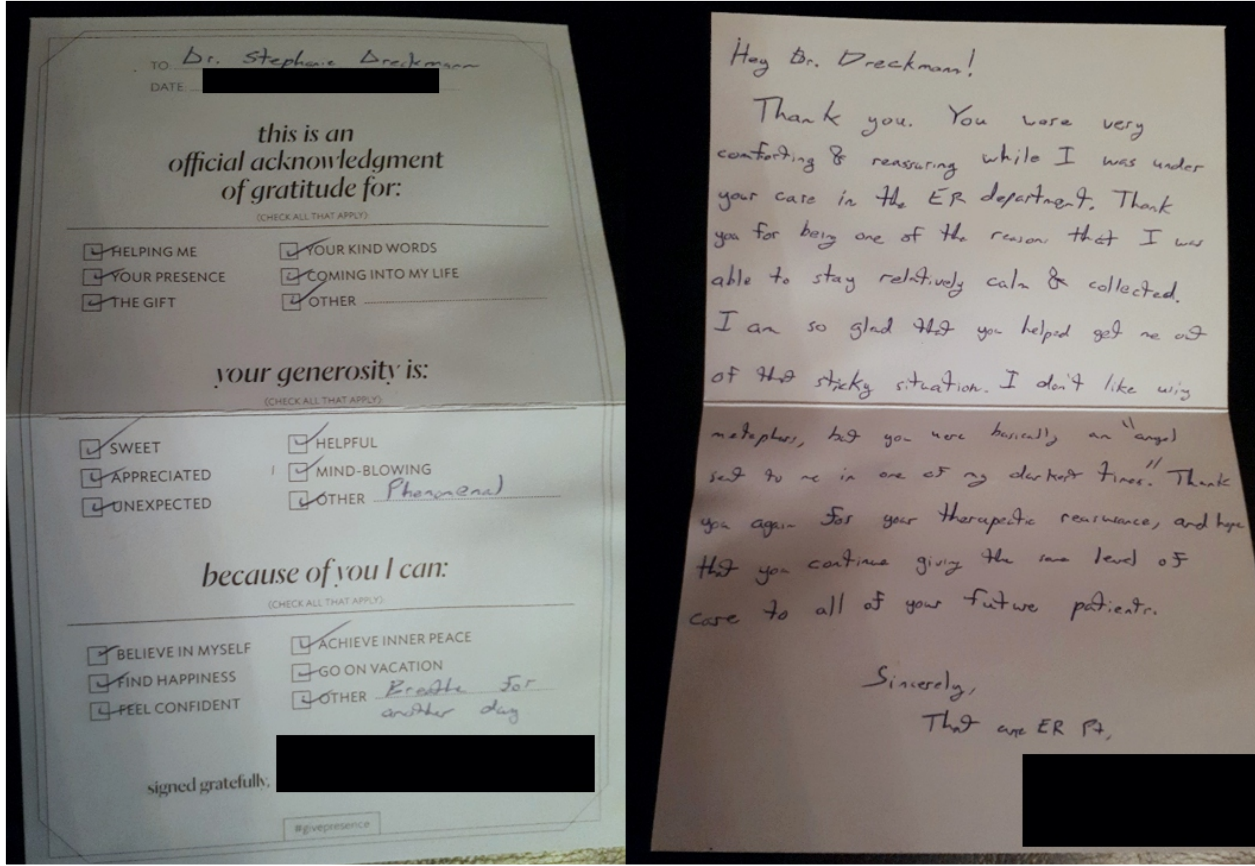 TO: Dr. Stephanie Dreckmann
DATE:
this is an
official acknowledgment
of gratitude for:
(CHECK ALL THAT APPLY)
HELPING ME
YOUR PRESENCE
THE GIFT
YOUR KIND WORDS
COMING INTO MY LIFE
OTHER
your generosity is:
(CHECK ALL THAT APPLY)
SWEET
APPRECIATED
UNEXPECTED
HELPFUL
MIND-BLOWING
OTHER Phenomenal
because of you I can:
(CHECK ALL THAT APPLY)
BELIEVE IN MYSELF
FIND HAPPINESS
FEEL CONFIDENT
ACHIEVE INNER PEACE
GO ON VACATION
OTHER Breathe for
another day
signed gratefully,
#givepresence
Hey Dr. Dreckmann!
Thank you. You were very
comforting & reassuring while I was under
your care in the ER department. Thank
you for being one of the reasons that I was
able to stay relatively calm & collected.
I am so glad that you helped get me out
of that sticky situation. I don't like using
metaphors, but you were basically an "angel
sent to me in one of my darkest times." Thank
you again for your therapeutic reassurance, and hope
that you continue giving the same level of
care to all of your future patients.
Sincerely,
That one ER Pt,